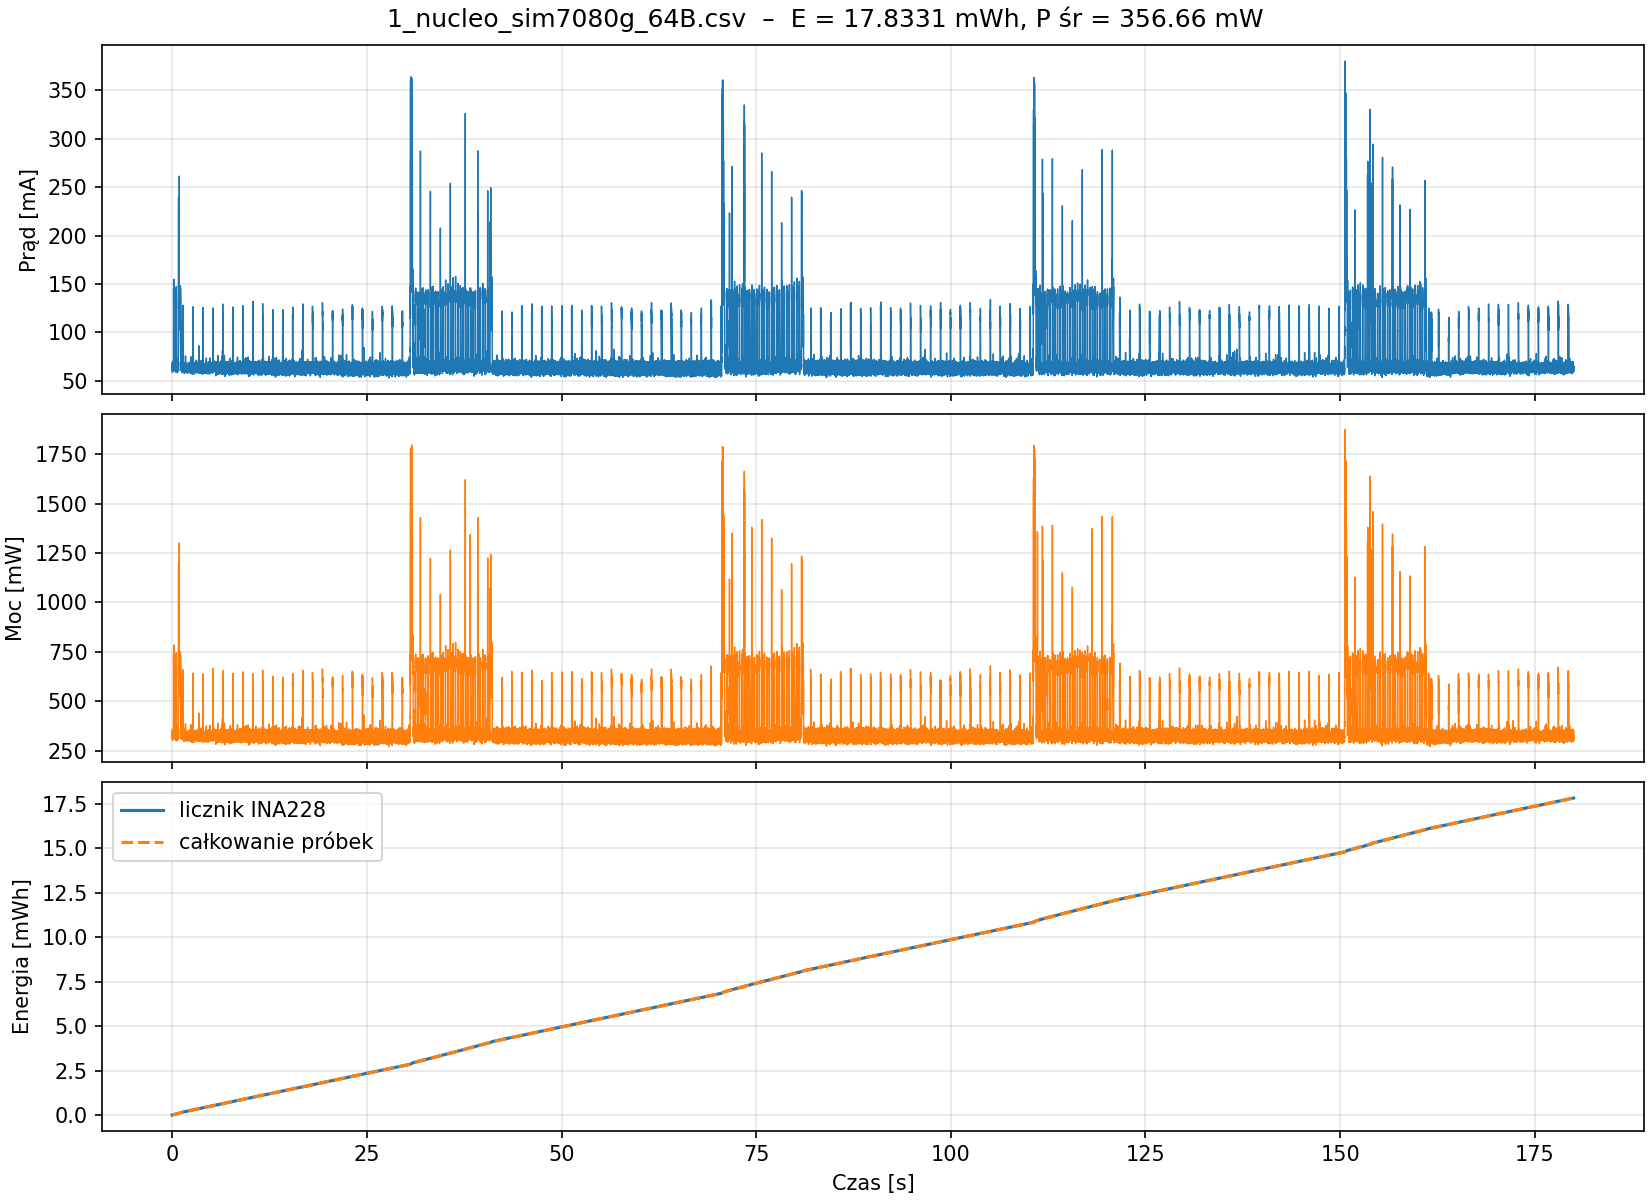 1_nucleo_sim7080g_64B.csv – E = 17.8331 mWh, P śr = 356.66 mW
Prąd [mA]
350
300
250
200
150
100
50
Moc [mW]
1750
1500
1250
1000
750
500
250
Energia [mWh]
17.5
15.0
12.5
10.0
7.5
5.0
2.5
0.0
licznik INA228
całkowanie próbek
0 25 50 75 100 125 150 175
Czas [s]